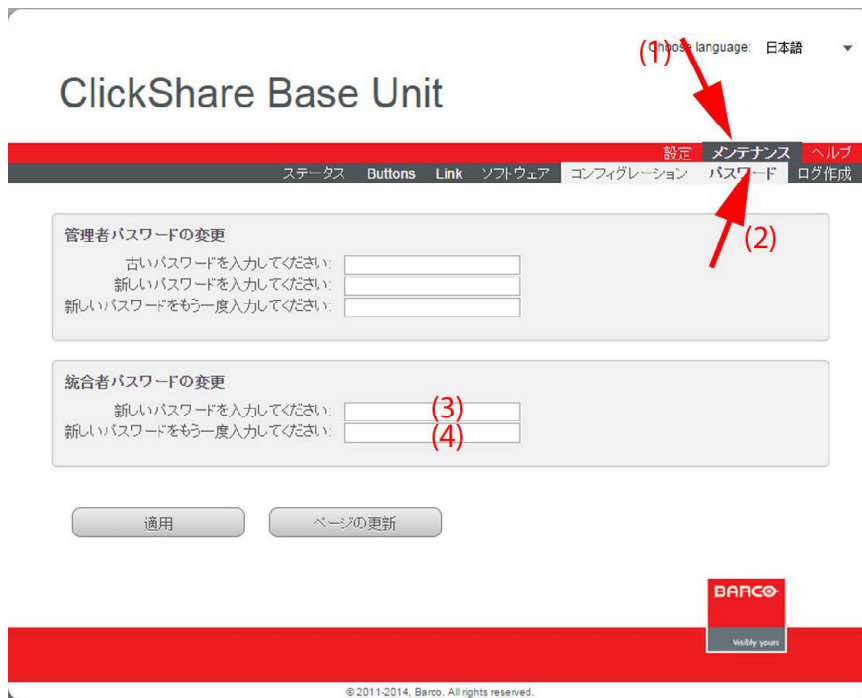 Choose language: 日本語
(1)
ClickShare Base Unit
設定 メンテナンス ヘルプ
ステータス Buttons Link ソフトウェア コンフィグレーション パスワード ログ作成
(2)
管理者パスワードの変更
古いパスワードを入力してください:
新しいパスワードを入力してください:
新しいパスワードをもう一度入力してください:
統合者パスワードの変更
新しいパスワードを入力してください: (3)
新しいパスワードをもう一度入力してください: (4)
適用 ページの更新
BARCO
Visibly yours
© 2011-2014, Barco. All rights reserved.